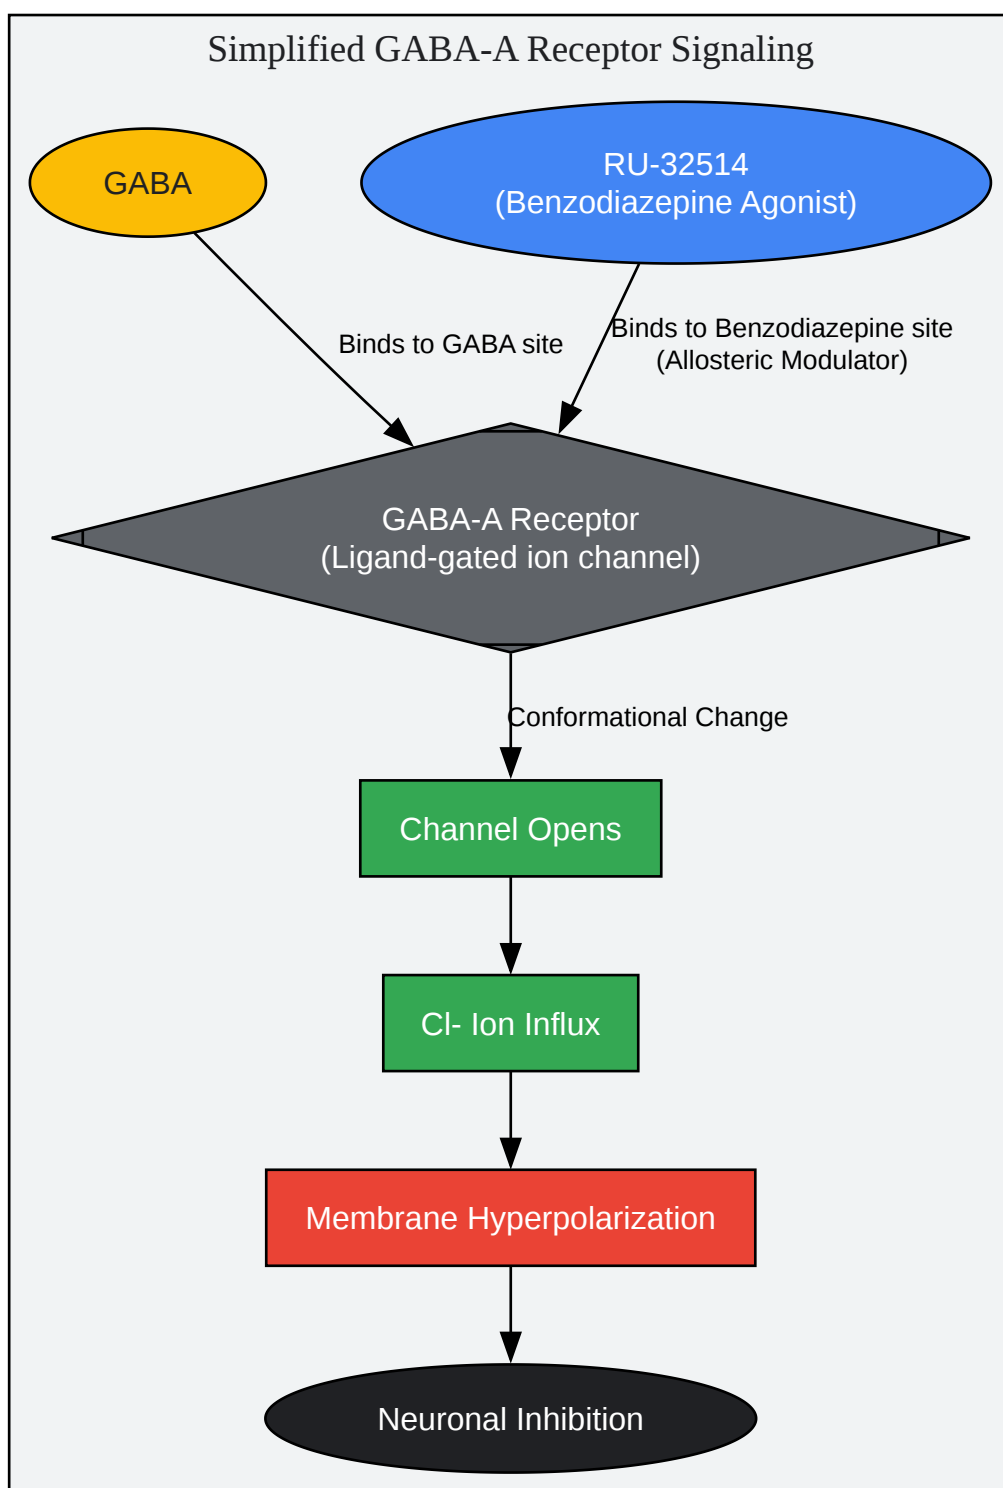 Simplified GABA-A Receptor Signaling
GABA
RU-32514
(Benzodiazepine Agonist)
Binds to GABA site
Binds to Benzodiazepine site
(Allosteric Modulator)
GABA-A Receptor
(Ligand-gated ion channel)
Conformational Change
Channel Opens
Cl- Ion Influx
Membrane Hyperpolarization
Neuronal Inhibition